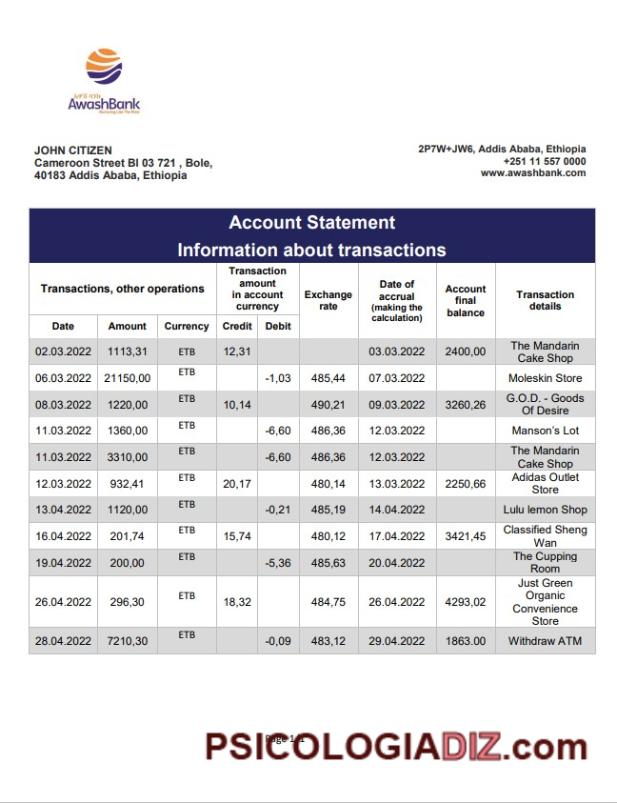 AwashBank
JOHN CITIZEN
Cameroon Street Bl 03 721 , Bole,
40183 Addis Ababa, Ethiopia
2P7W+JW6, Addis Ababa, Ethiopia
+251 11 557 0000
www.awashbank.com
Account Statement
Information about transactions
Transactions, other operations
Transaction amount in account currency
Exchange rate
Date of accrual (making the calculation)
Account final balance
Transaction details
Date Amount Currency Credit Debit
02.03.2022 1113,31 ETB 12,31 03.03.2022 2400,00 The Mandarin Cake Shop
06.03.2022 21150,00 ETB -1,03 485,44 07.03.2022 Moleskin Store
08.03.2022 1220,00 ETB 10,14 490,21 09.03.2022 3260,26 G.O.D. - Goods Of Desire
11.03.2022 1360,00 ETB -6,60 486,36 12.03.2022 Manson's Lot
11.03.2022 3310,00 ETB -6,60 486,36 12.03.2022 The Mandarin Cake Shop
12.03.2022 932,41 ETB 20,17 480,14 13.03.2022 2250,66 Adidas Outlet Store
13.04.2022 1120,00 ETB -0,21 485,19 14.04.2022 Lulu lemon Shop
16.04.2022 201,74 ETB 15,74 480,12 17.04.2022 3421,45 Classified Sheng Wan
19.04.2022 200,00 ETB -5,36 485,63 20.04.2022 The Cupping Room
26.04.2022 296,30 ETB 18,32 484,75 26.04.2022 4293,02 Just Green Organic Convenience Store
28.04.2022 7210,30 ETB -0,09 483,12 29.04.2022 1863.00 Withdraw ATM
PSICOLOGIADIZ.com